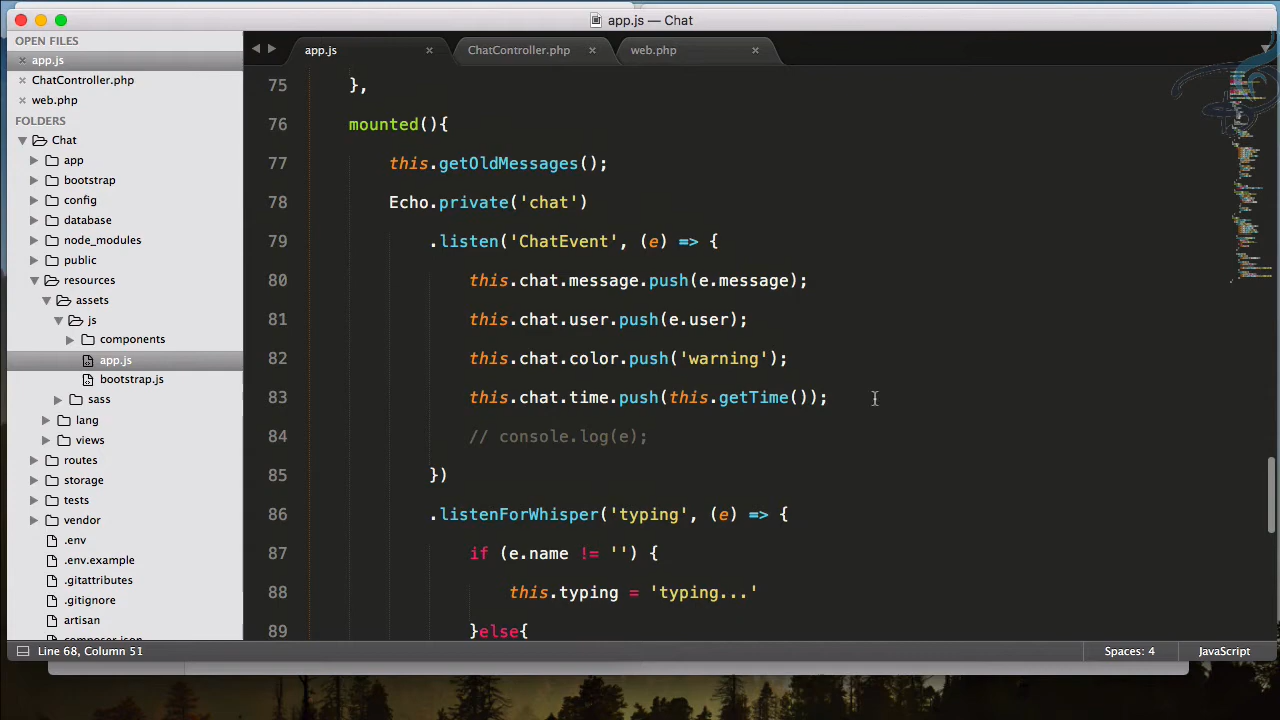 app.js — Chat
OPEN FILES
app.js
ChatController.php
web.php
FOLDERS
Chat
app
bootstrap
config
database
node_modules
public
resources
assets
js
components
app.js
bootstrap.js
sass
lang
views
routes
storage
tests
vendor
.env
.env.example
.gitattributes
.gitignore
artisan
composer.json
app.js
ChatController.php
web.php
75 },
76 mounted(){
77 this.getOldMessages();
78 Echo.private('chat')
79 .listen('ChatEvent', (e) => {
80 this.chat.message.push(e.message);
81 this.chat.user.push(e.user);
82 this.chat.color.push('warning');
83 this.chat.time.push(this.getTime());
84 // console.log(e);
85 })
86 .listenForWhisper('typing', (e) => {
87 if (e.name != '') {
88 this.typing = 'typing...'
89 }else{
Line 68, Column 51
Spaces: 4
JavaScript